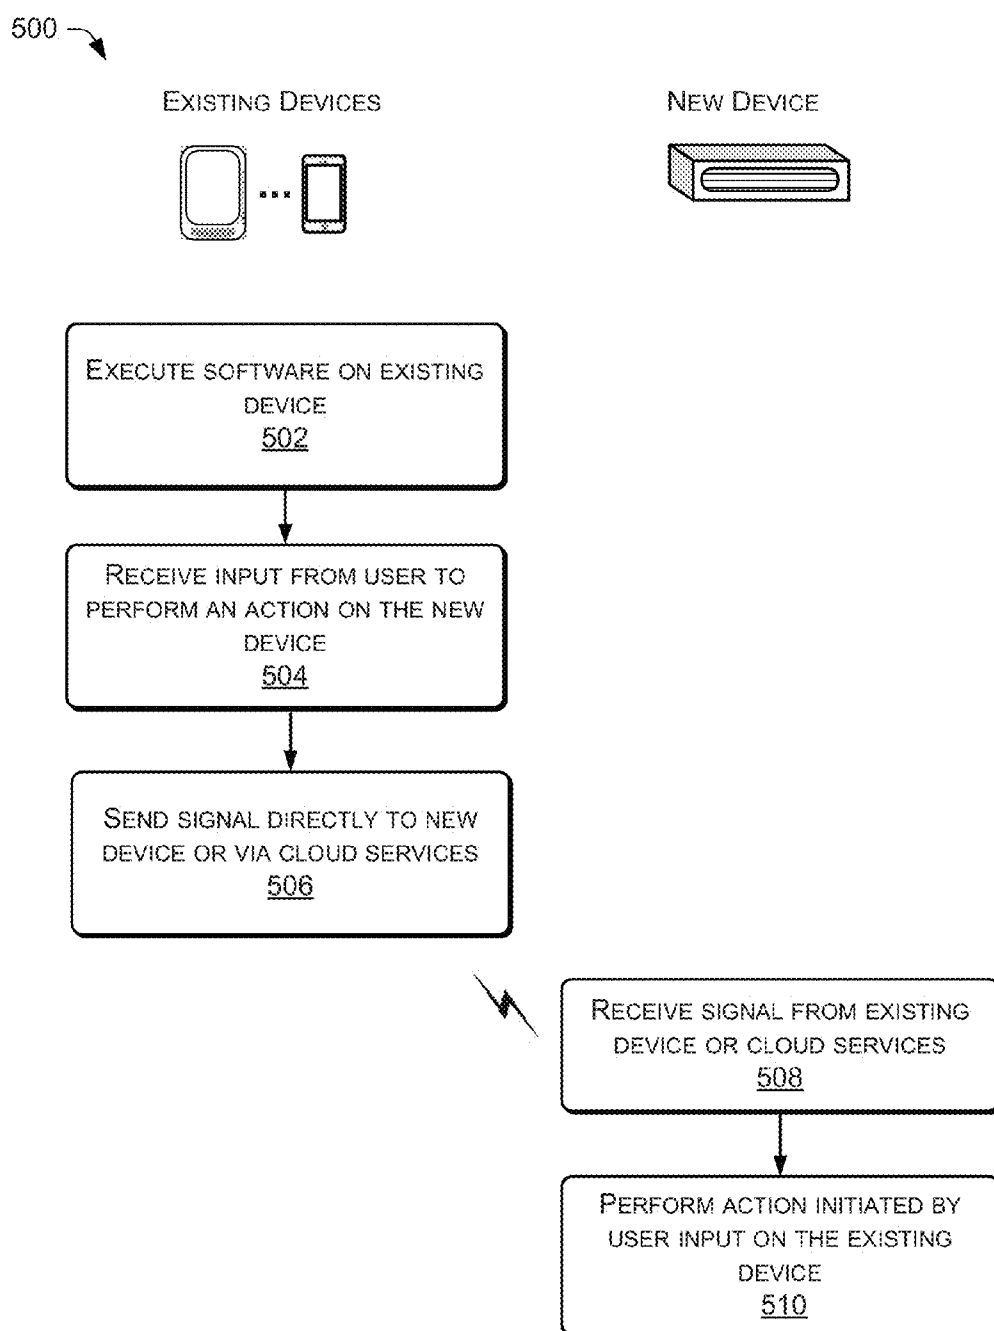 500
EXISTING DEVICES
NEW DEVICE
EXECUTE SOFTWARE ON EXISTING
DEVICE
502
RECEIVE INPUT FROM USER TO
PERFORM AN ACTION ON THE NEW
DEVICE
504
SEND SIGNAL DIRECTLY TO NEW
DEVICE OR VIA CLOUD SERVICES
506
RECEIVE SIGNAL FROM EXISTING
DEVICE OR CLOUD SERVICES
508
PERFORM ACTION INITIATED BY
USER INPUT ON THE EXISTING
DEVICE
510